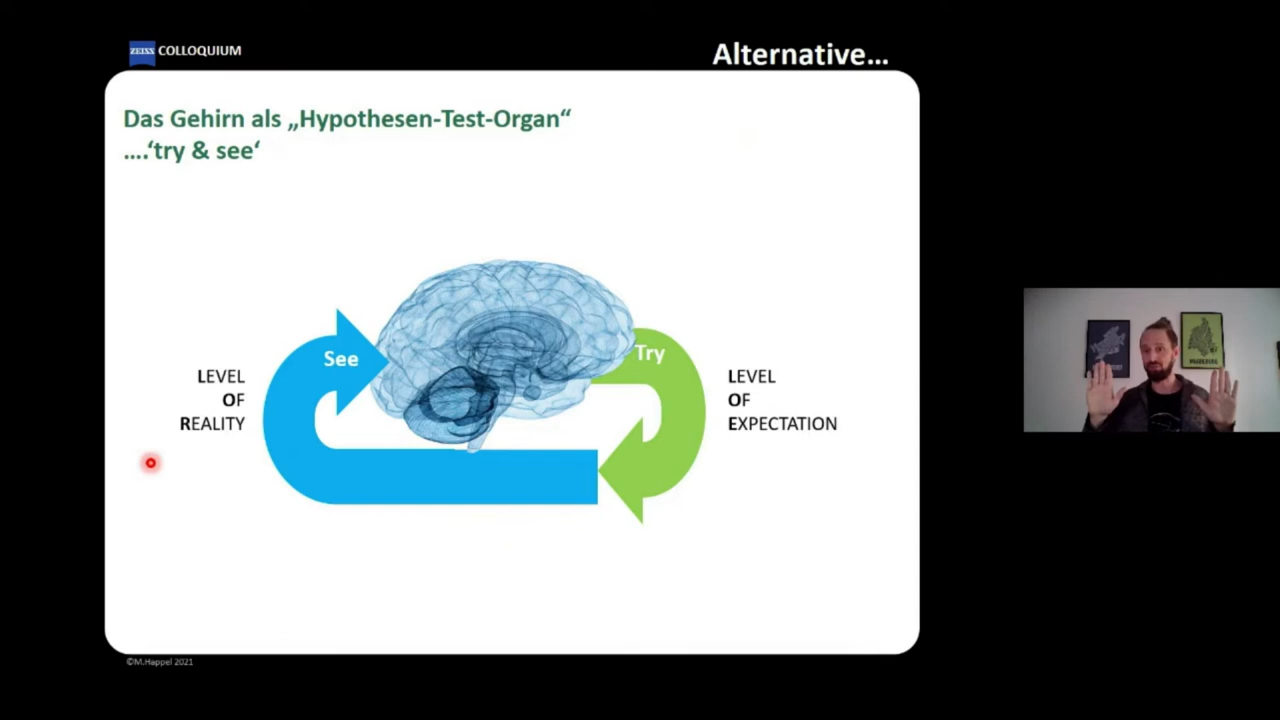 ZEISS COLLOQUIUM
Alternative...
Das Gehirn als „Hypothesen-Test-Organ“
....‘try & see‘
See
Try
LEVEL
OF
REALITY
LEVEL
OF
EXPECTATION
©M.Happel 2021